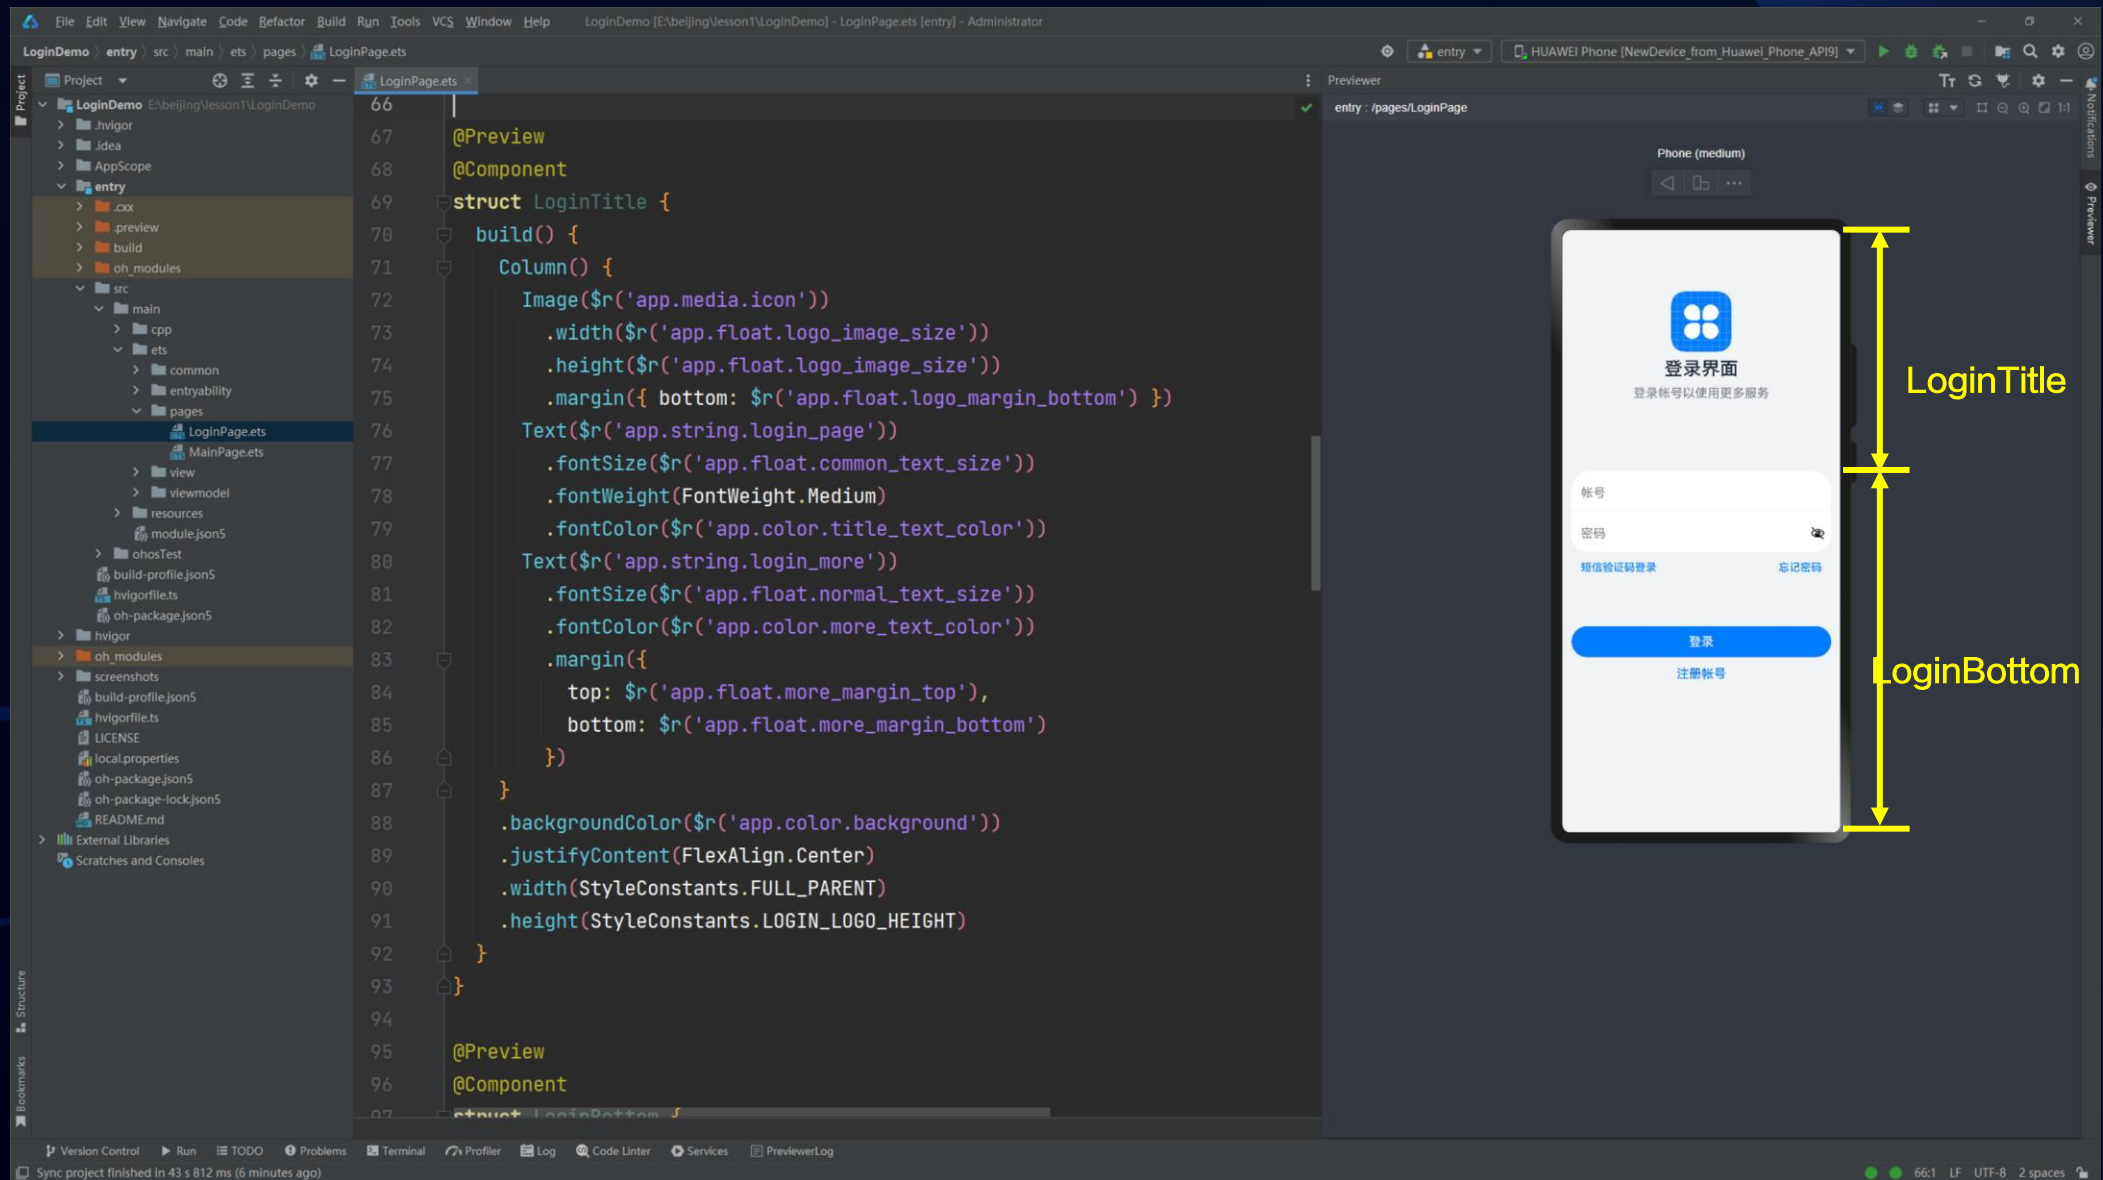 File Edit View Navigate Code Refactor Build Run Tools VCS Window Help LoginDemo [E:\beijing\lesson1\LoginDemo] - LoginPage.ets [entry] - Administrator
LoginDemo entry src main ets pages LoginPage.ets
entry HUAWEI Phone [NewDevice_from_Huawei_Phone_API9]
Project
Project
LoginDemo E:\beijing\lesson1\LoginDemo
.hvigor
.idea
AppScope
entry
.cxx
.preview
build
oh_modules
src
main
cpp
ets
common
entryability
pages
LoginPage.ets
MainPage.ets
view
viewmodel
resources
module.json5
ohosTest
build-profile.json5
hvigorfile.ts
oh-package.json5
hvigor
oh_modules
screenshots
build-profile.json5
hvigorfile.ts
LICENSE
local.properties
oh-package.json5
oh-package-lock.json5
README.md
External Libraries
Scratches and Consoles
Structure
Bookmarks
LoginPage.ets
66
67 @Preview
68 @Component
69 struct LoginTitle {
70 build() {
71 Column() {
72 Image($r('app.media.icon'))
73 .width($r('app.float.logo_image_size'))
74 .height($r('app.float.logo_image_size'))
75 .margin({ bottom: $r('app.float.logo_margin_bottom') })
76 Text($r('app.string.login_page'))
77 .fontSize($r('app.float.common_text_size'))
78 .fontWeight(FontWeight.Medium)
79 .fontColor($r('app.color.title_text_color'))
80 Text($r('app.string.login_more'))
81 .fontSize($r('app.float.normal_text_size'))
82 .fontColor($r('app.color.more_text_color'))
83 .margin({
84 top: $r('app.float.more_margin_top'),
85 bottom: $r('app.float.more_margin_bottom')
86 })
87 }
88 .backgroundColor($r('app.color.background'))
89 .justifyContent(FlexAlign.Center)
90 .width(StyleConstants.FULL_PARENT)
91 .height(StyleConstants.LOGIN_LOGO_HEIGHT)
92 }
93 }
94
95 @Preview
96 @Component
97 struct LoginBottom {
Previewer
Tт
entry : /pages/LoginPage
1:1
Phone (medium)
登录界面
登录帐号以使用更多服务
帐号
密码
短信验证码登录 忘记密码
登录
注册帐号
LoginTitle
LoginBottom
Notifications
Previewer
Version Control Run TODO Problems Terminal Profiler Log Code Linter Services PreviewerLog
Sync project finished in 43 s 812 ms (6 minutes ago)
66:1 LF UTF-8 2 spaces